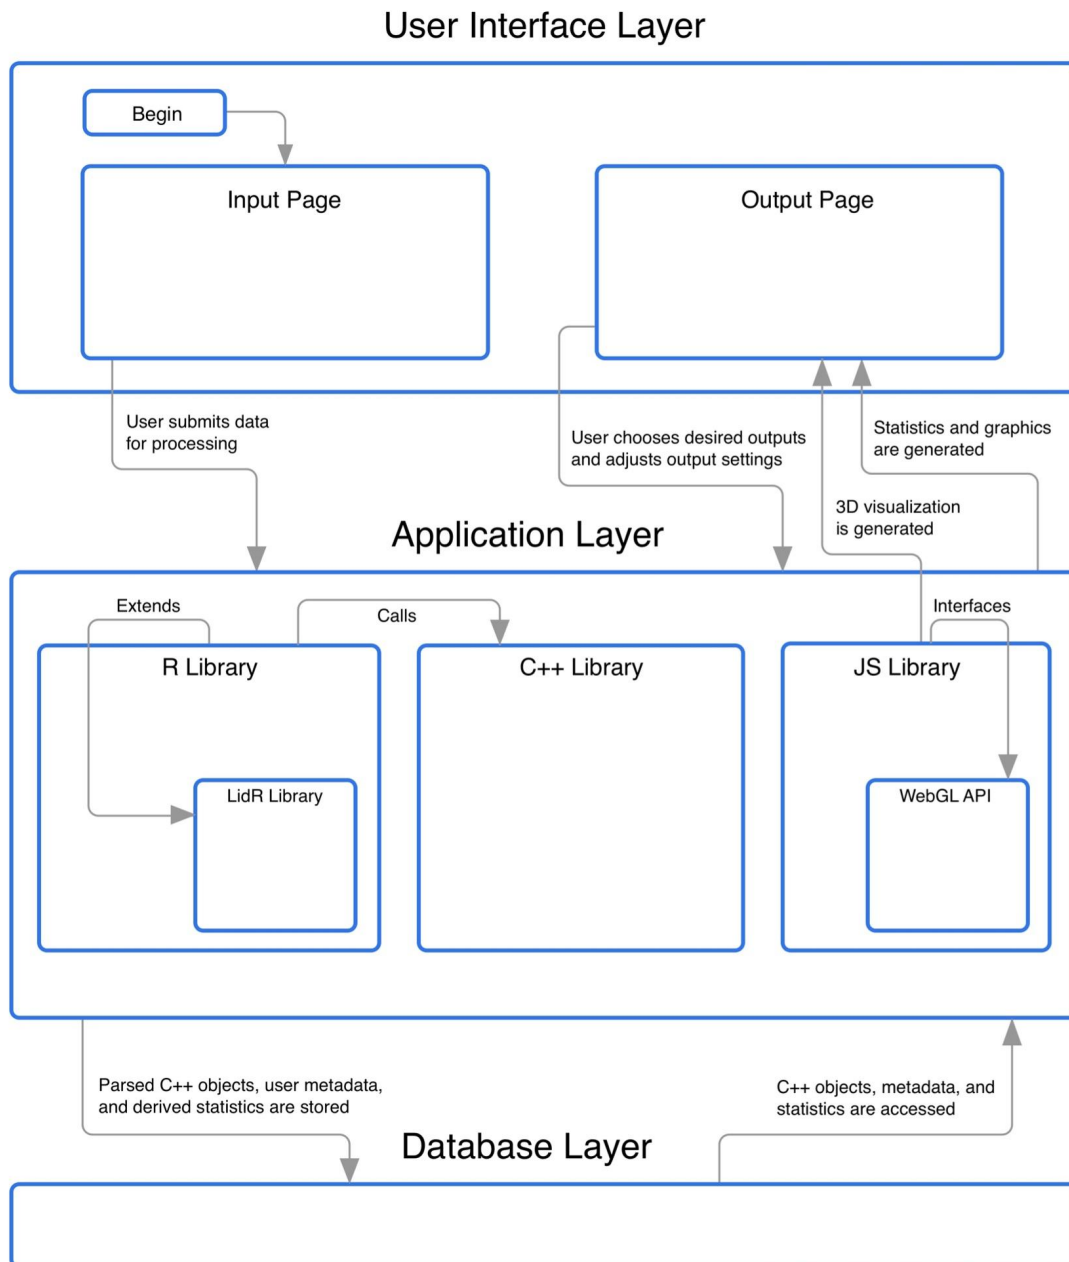 User Interface Layer
Begin
Input Page
Output Page
User submits data
for processing
User chooses desired outputs
and adjusts output settings
Statistics and graphics
are generated
3D visualization
is generated
Application Layer
Extends
Calls
Interfaces
R Library
C++ Library
JS Library
LidR Library
WebGL API
Parsed C++ objects, user metadata,
and derived statistics are stored
C++ objects, metadata, and
statistics are accessed
Database Layer